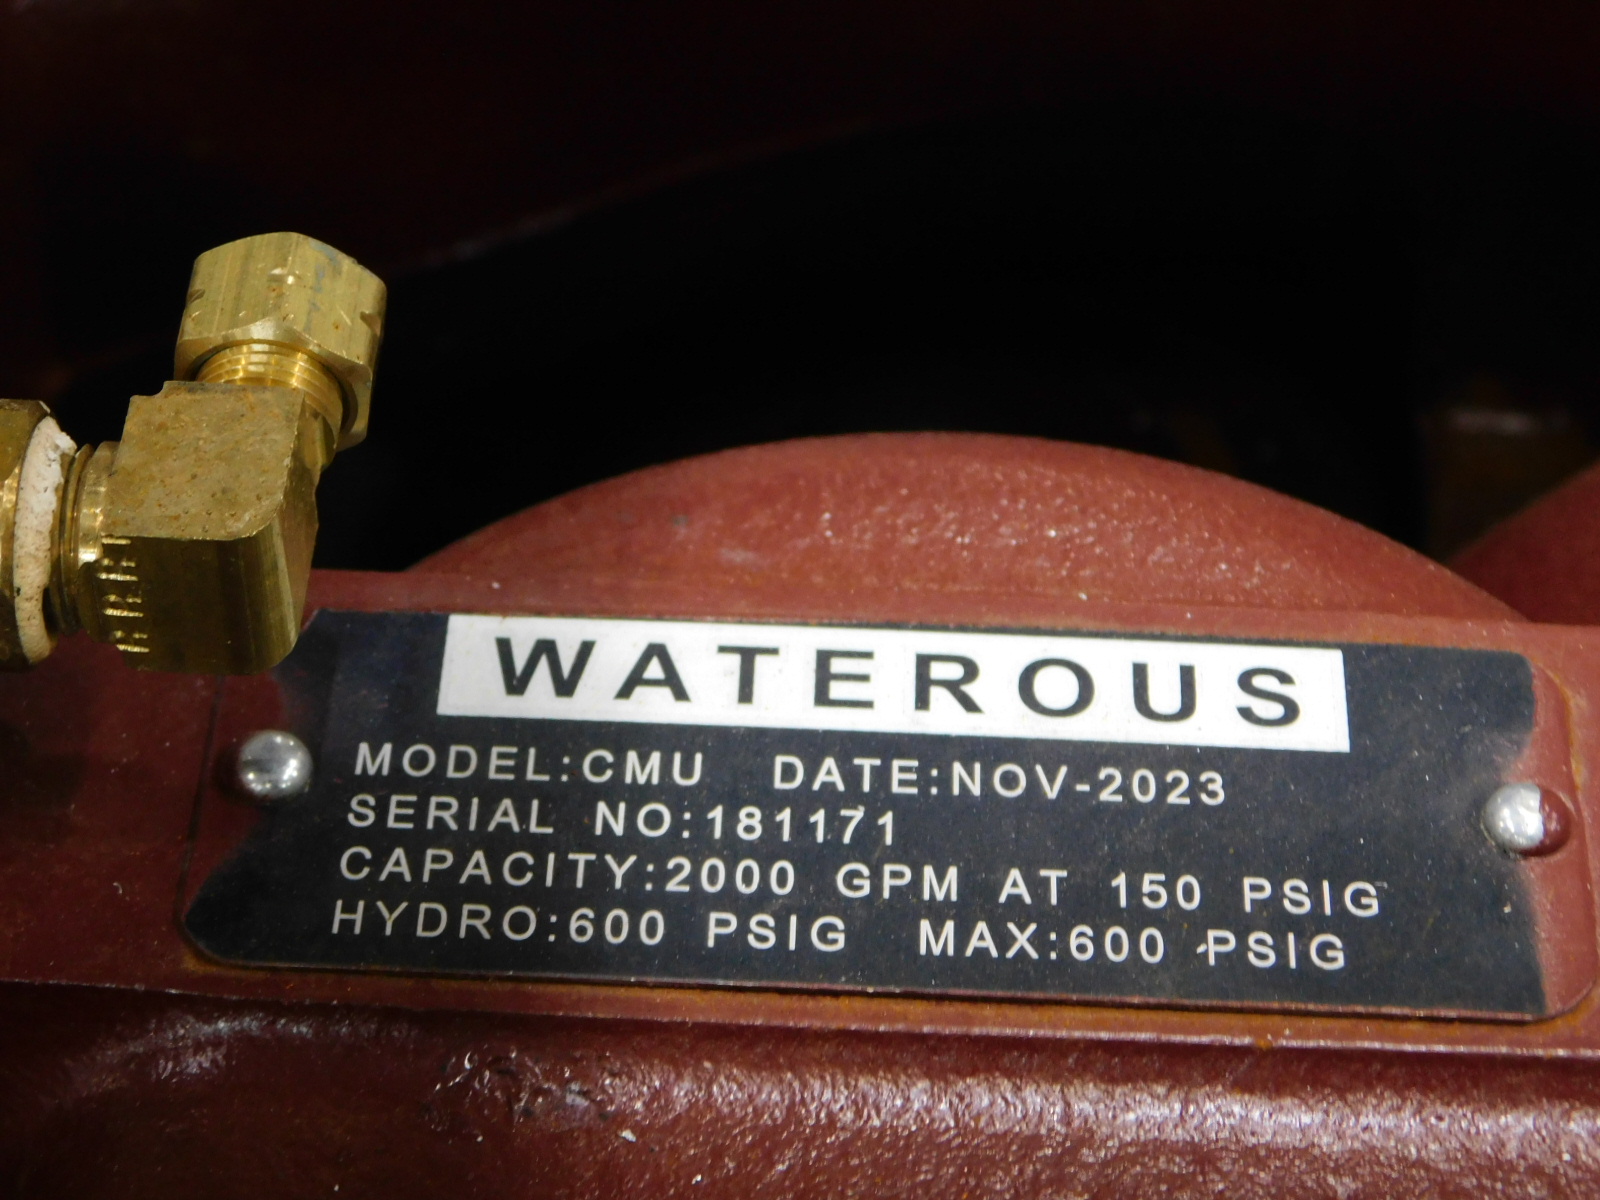 WATEROUS
MODEL:CMU DATE:NOV-2023
SERIAL NO:181171
CAPACITY:2000 GPM AT 150 PSIG
HYDRO:600 PSIG MAX:600 PSIG